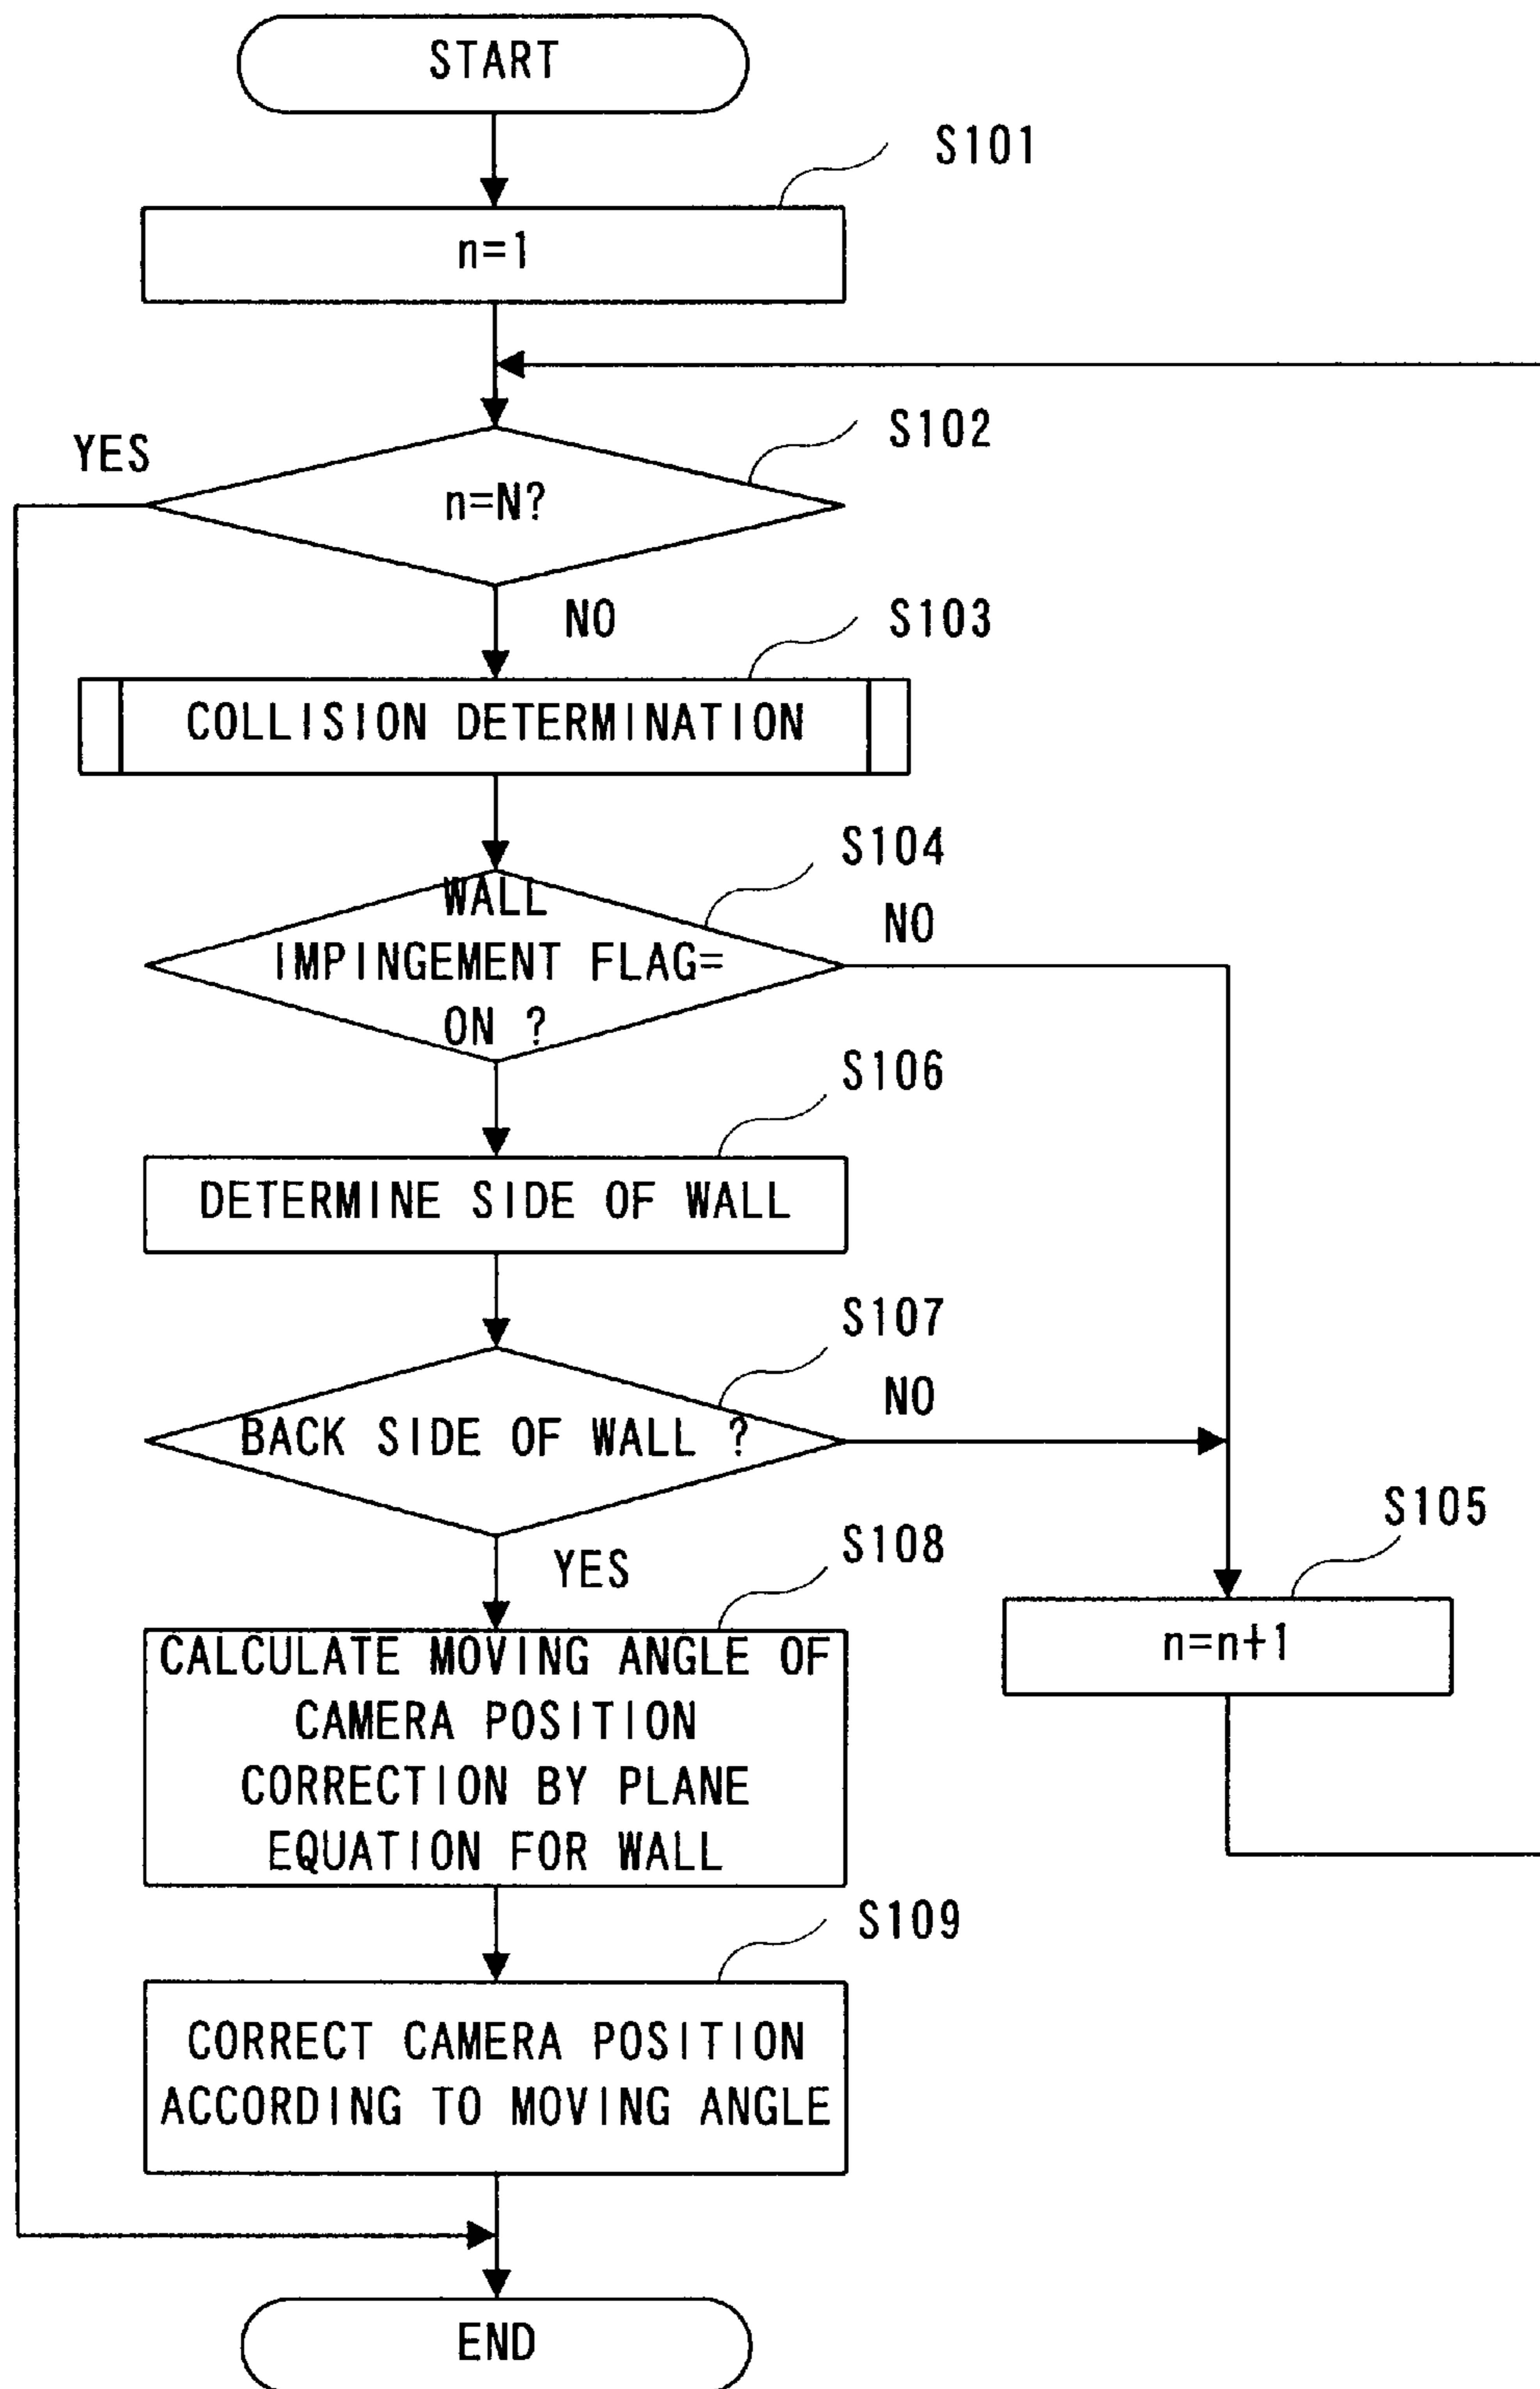 START
S101
n=1
S102
YES
n=N?
NO
S103
COLLISION DETERMINATION
S104
WALL
IMPINGEMENT FLAG=
ON ?
NO
S106
DETERMINE SIDE OF WALL
S107
BACK SIDE OF WALL ?
NO
S105
n=n+1
YES
S108
CALCULATE MOVING ANGLE OF
CAMERA POSITION
CORRECTION BY PLANE
EQUATION FOR WALL
S109
CORRECT CAMERA POSITION
ACCORDING TO MOVING ANGLE
END